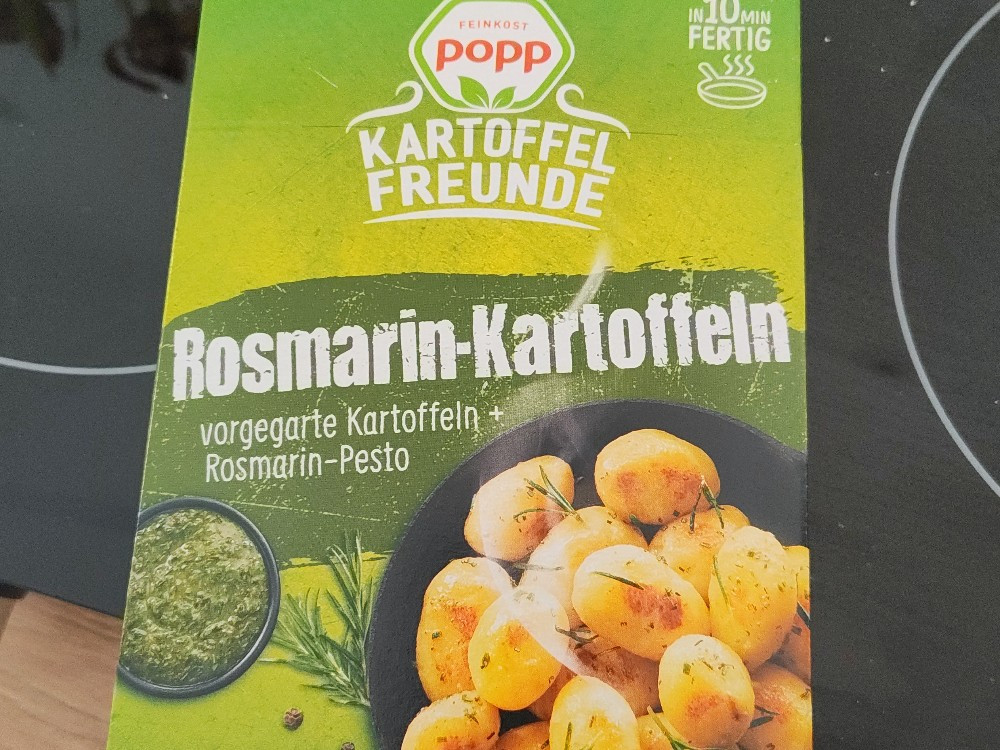 FEINKOST
popp
KARTOFFEL
FREUNDE
IN 10 MIN
FERTIG
Rosmarin-Kartoffeln
vorgegarte Kartoffeln +
Rosmarin-Pesto